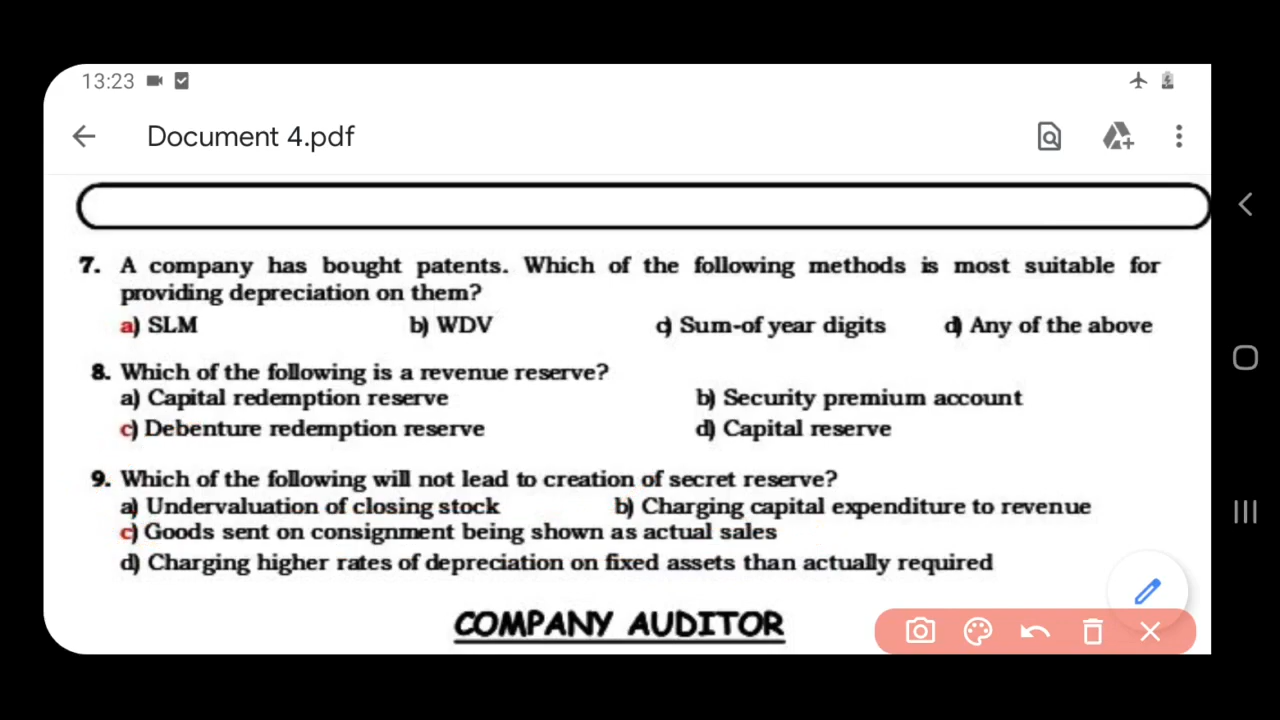 13:23
Document 4.pdf
7. A company has bought patents. Which of the following methods is most suitable for
providing depreciation on them?
a) SLM b) WDV c) Sum-of year digits d) Any of the above
8. Which of the following is a revenue reserve?
a) Capital redemption reserve b) Security premium account
c) Debenture redemption reserve d) Capital reserve
9. Which of the following will not lead to creation of secret reserve?
a) Undervaluation of closing stock b) Charging capital expenditure to revenue
c) Goods sent on consignment being shown as actual sales
d) Charging higher rates of depreciation on fixed assets than actually required
COMPANY AUDITOR